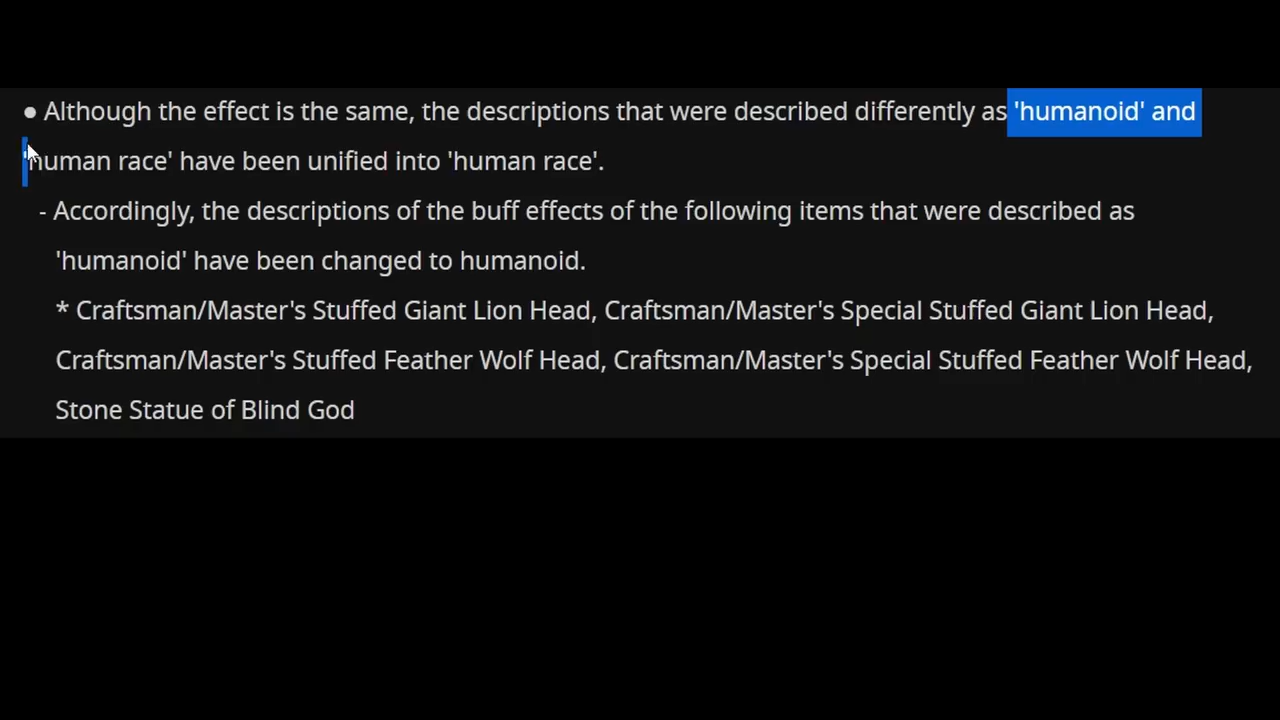 ● Although the effect is the same, the descriptions that were described differently as 'humanoid' and
'human race' have been unified into 'human race'.
- Accordingly, the descriptions of the buff effects of the following items that were described as
'humanoid' have been changed to humanoid.
* Craftsman/Master's Stuffed Giant Lion Head, Craftsman/Master's Special Stuffed Giant Lion Head,
Craftsman/Master's Stuffed Feather Wolf Head, Craftsman/Master's Special Stuffed Feather Wolf Head,
Stone Statue of Blind God